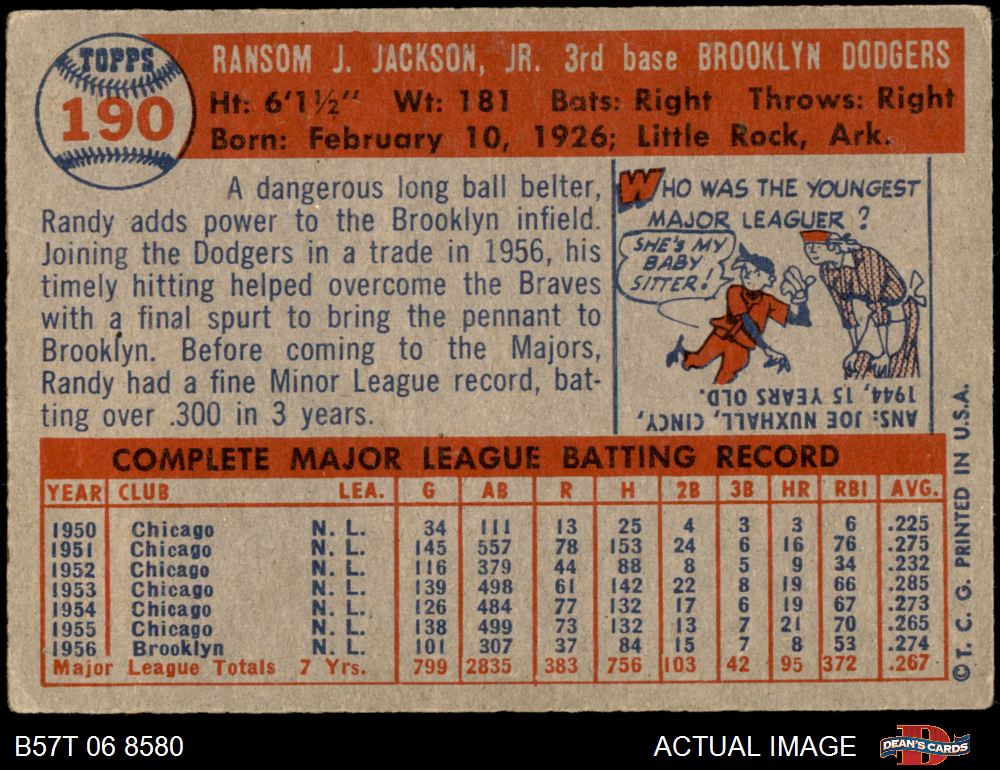 TOPPS
190
RANSOM J. JACKSON, JR. 3rd base BROOKLYN DODGERS
Ht: 6'1½" Wt: 181 Bats: Right Throws: Right
Born: February 10, 1926; Little Rock, Ark.
A dangerous long ball belter,
Randy adds power to the Brooklyn infield.
Joining the Dodgers in a trade in 1956, his
timely hitting helped overcome the Braves
with a final spurt to bring the pennant to
Brooklyn. Before coming to the Majors,
Randy had a fine Minor League record, bat-
ting over .300 in 3 years.
WHO WAS THE YOUNGEST
MAJOR LEAGUER?
SHE'S MY
BABY
SITTER!
ANS: JOE NUXHALL, CINCY,
1944, 15 YEARS OLD.
COMPLETE MAJOR LEAGUE BATTING RECORD
YEAR CLUB LEA. G AB R H 2B 3B HR RBI AVG.
1950 Chicago N. L. 34 111 13 25 4 3 3 6 .225
1951 Chicago N. L. 145 557 78 153 24 6 16 76 .275
1952 Chicago N. L. 116 379 44 88 8 5 9 34 .232
1953 Chicago N. L. 139 498 61 142 22 8 19 66 .285
1954 Chicago N. L. 126 484 77 132 17 6 19 67 .273
1955 Chicago N. L. 138 499 73 132 13 7 21 70 .265
1956 Brooklyn N. L. 101 307 37 84 15 7 8 53 .274
Major League Totals 7 Yrs. 799 2835 383 756 103 42 95 372 .267
© T. C. G. PRINTED IN U.S.A.
B57T 06 8580
ACTUAL IMAGE
D
DEAN'S CARDS